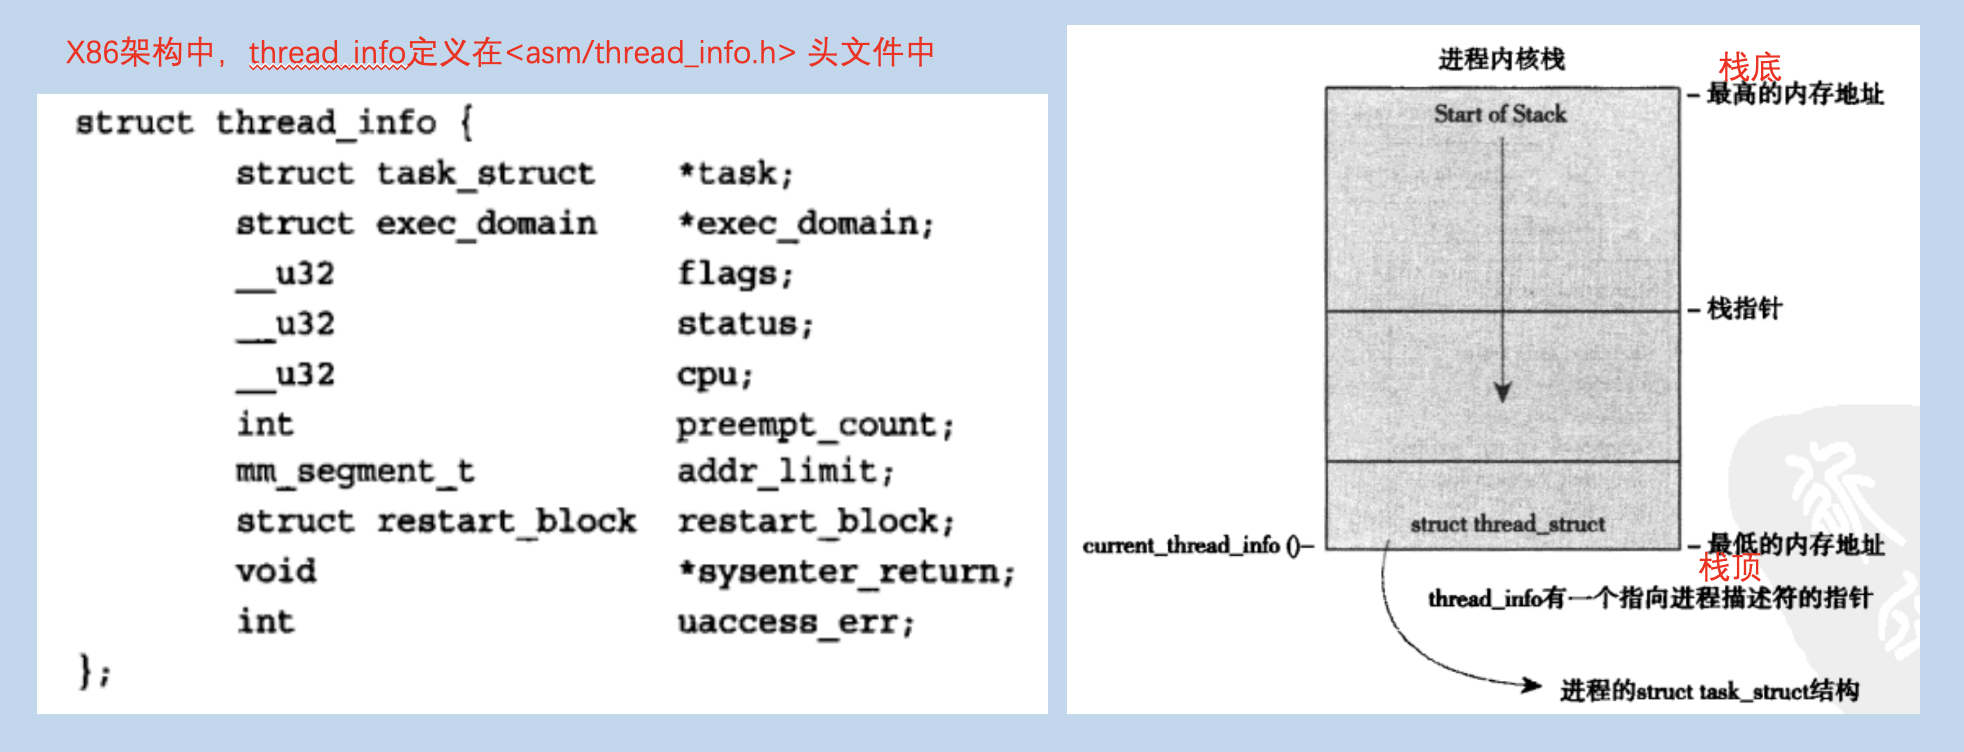 X86架构中，thread_info定义在<asm/thread_info.h> 头文件中
struct thread_info {
struct task_struct *task;
struct exec_domain *exec_domain;
__u32 flags;
__u32 status;
__u32 cpu;
int preempt_count;
mm_segment_t addr_limit;
struct restart_block restart_block;
void *sysenter_return;
int uaccess_err;
};
进程内核栈
栈底
最高的内存地址
Start of Stack
栈指针
struct thread_struct
current_thread_info ()
最低的内存地址
栈顶
thread_info有一个指向进程描述符的指针
进程的struct task_struct结构